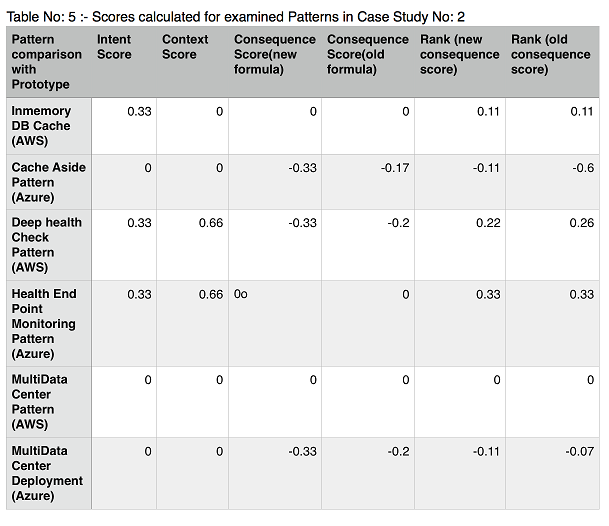 Table No: 5 :- Scores calculated for examined Patterns in Case Study No: 2
Pattern comparison with Prototype Intent Score Context Score Consequence Score(new formula) Consequence Score(old formula) Rank (new consequence score) Rank (old consequence score)
Inmemory DB Cache (AWS) 0.33 0 0 0 0.11 0.11
Cache Aside Pattern (Azure) 0 0 -0.33 -0.17 -0.11 -0.6
Deep health Check Pattern (AWS) 0.33 0.66 -0.33 -0.2 0.22 0.26
Health End Point Monitoring Pattern (Azure) 0.33 0.66 0o 0 0.33 0.33
MultiData Center Pattern (AWS) 0 0 0 0 0 0
MultiData Center Deployment (Azure) 0 0 -0.33 -0.2 -0.11 -0.07